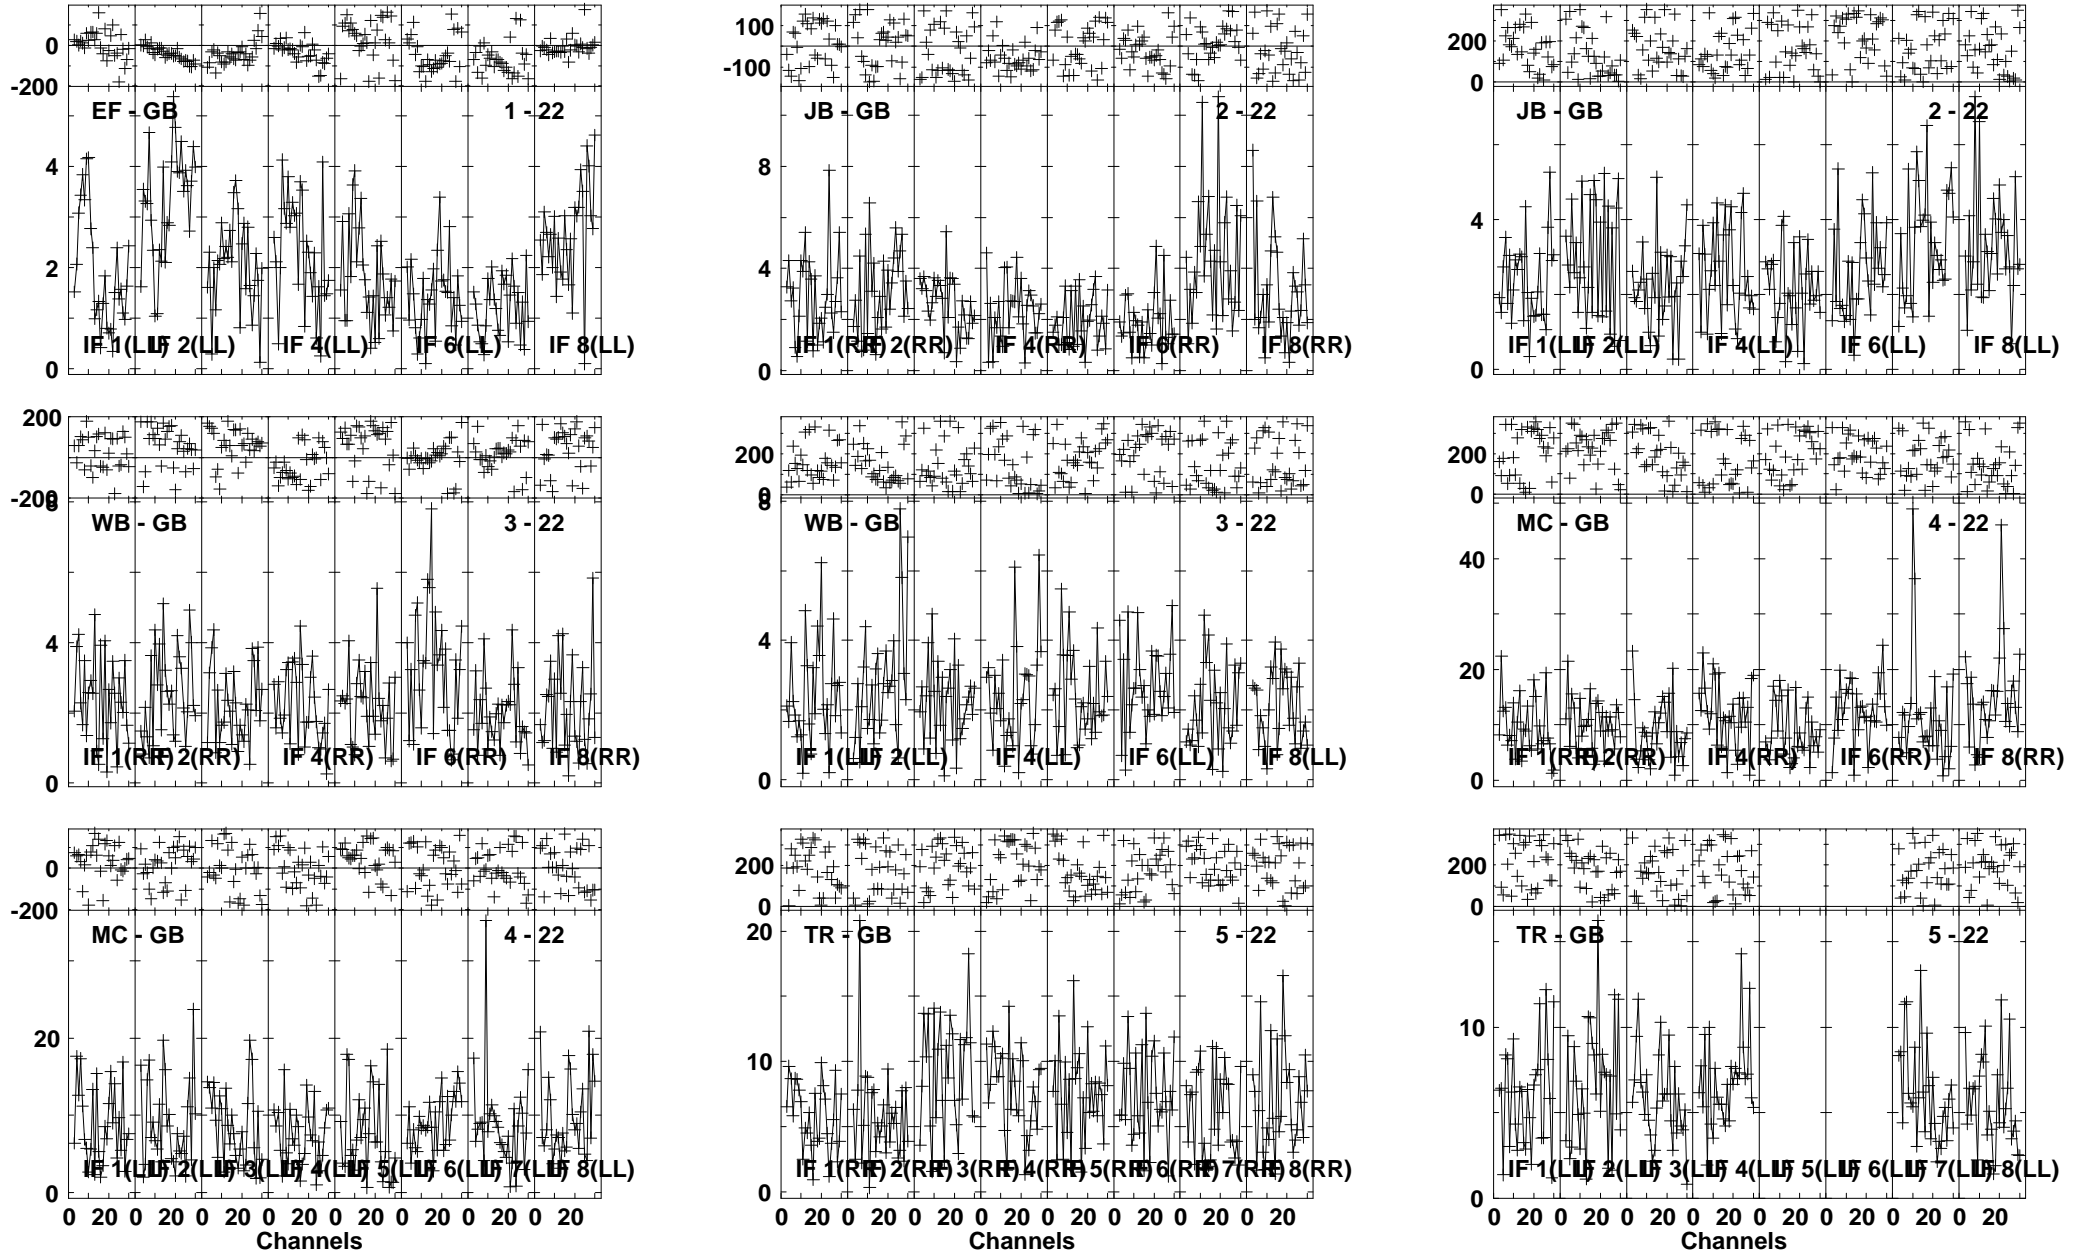 0
-200
EF - GB 1 - 22
4
2
0
IF 1(LL) IF 2(LL) IF 4(LL) IF 6(LL) IF 8(LL)
100
-100
JB - GB 2 - 22
8
4
0
IF 1(RR) IF 2(RR) IF 4(RR) IF 6(RR) IF 8(RR)
200
0
JB - GB 2 - 22
4
0
IF 1(LL) IF 2(LL) IF 4(LL) IF 6(LL) IF 8(LL)
200
0
-200
8
WB - GB 3 - 22
4
0
IF 1(RR) IF 2(RR) IF 4(RR) IF 6(RR) IF 8(RR)
200
0
8
WB - GB 3 - 22
4
0
IF 1(LL) IF 2(LL) IF 4(LL) IF 6(LL) IF 8(LL)
200
0
MC - GB 4 - 22
40
20
0
IF 1(RR) IF 2(RR) IF 4(RR) IF 6(RR) IF 8(RR)
0
-200
MC - GB 4 - 22
20
0
IF 1(LL) IF 2(LL) IF 3(LL) IF 4(LL) IF 5(LL) IF 6(LL) IF 7(LL) IF 8(LL)
0 20 0 20 0 20 0 20 0 20 0 20 0 20 0 20
Channels
200
0
TR - GB 5 - 22
20
10
0
IF 1(RR) IF 2(RR) IF 3(RR) IF 4(RR) IF 5(RR) IF 6(RR) IF 7(RR) IF 8(RR)
0 20 0 20 0 20 0 20 0 20 0 20 0 20 0 20
Channels
200
0
TR - GB 5 - 22
10
0
IF 1(LL) IF 2(LL) IF 3(LL) IF 4(LL) IF 5(LL) IF 6(LL) IF 7(LL) IF 8(LL)
0 20 0 20 0 20 0 20 0 20 0 20 0 20 0 20
Channels